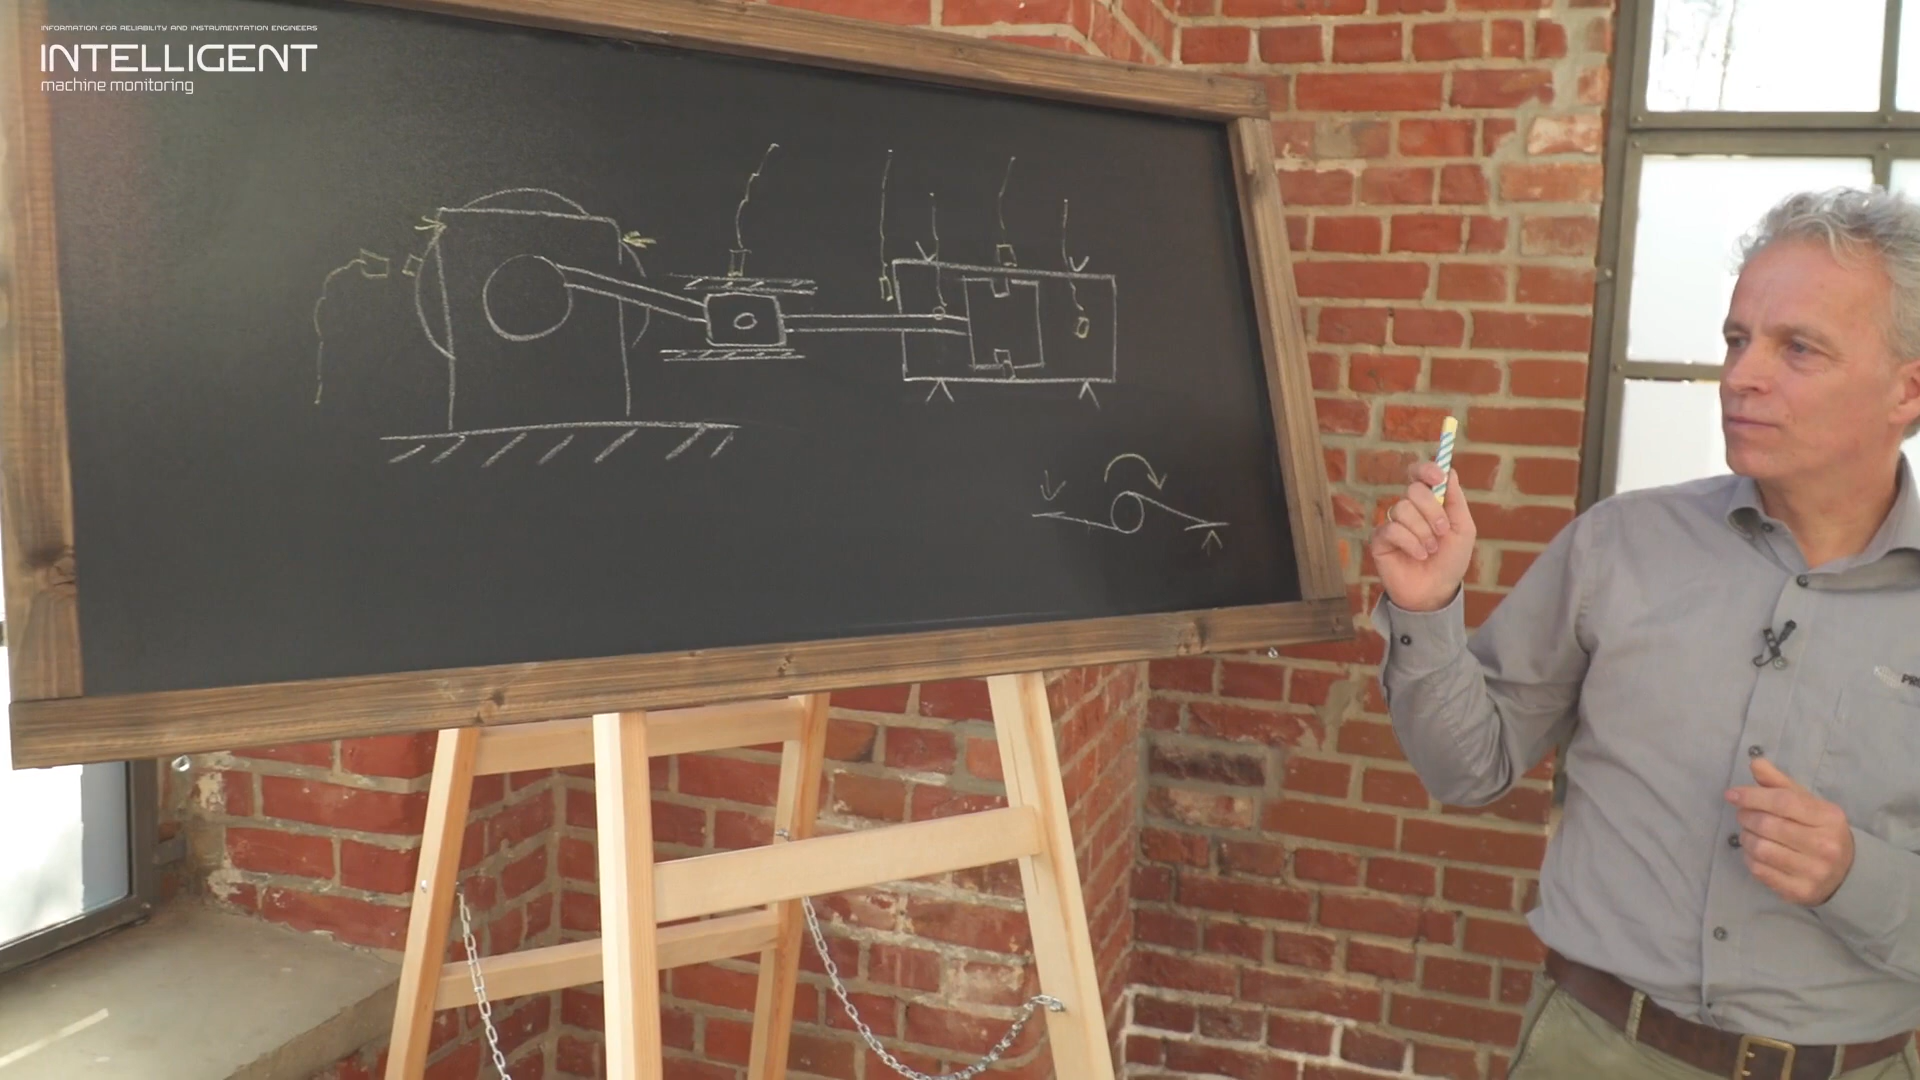 INFORMATION FOR RELIABILITY AND INSTRUMENTATION ENGINEERS
INTELLIGENT
machine monitoring